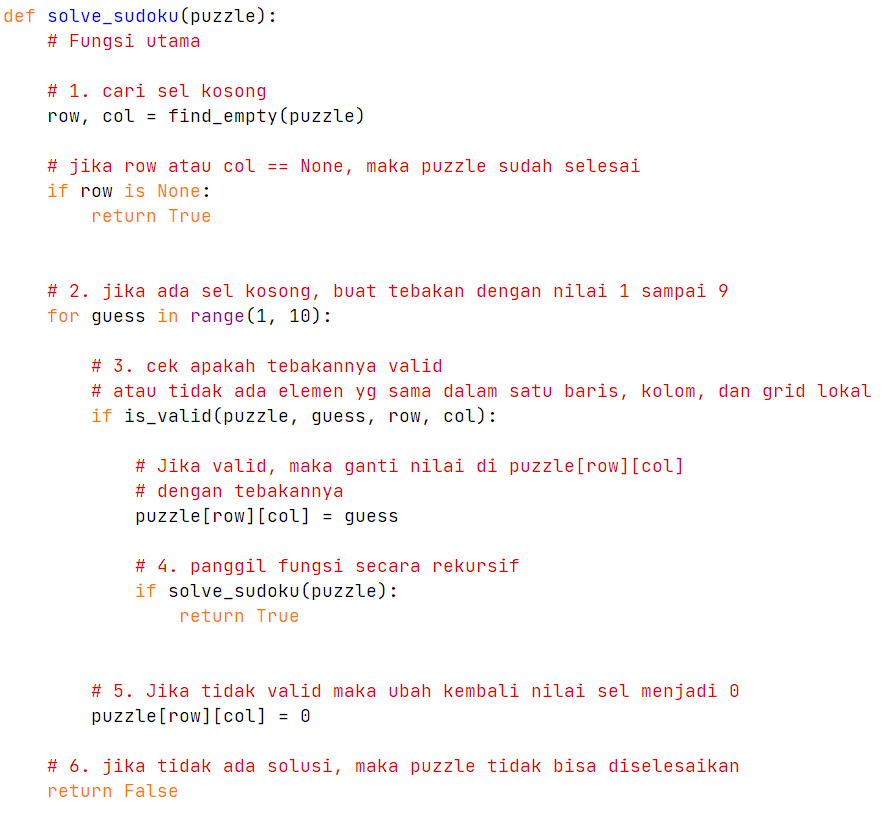 def solve_sudoku(puzzle):
    # Fungsi utama

    # 1. cari sel kosong
    row, col = find_empty(puzzle)

    # jika row atau col == None, maka puzzle sudah selesai
    if row is None:
        return True


    # 2. jika ada sel kosong, buat tebakan dengan nilai 1 sampai 9
    for guess in range(1, 10):

        # 3. cek apakah tebakannya valid
        # atau tidak ada elemen yg sama dalam satu baris, kolom, dan grid lokal
        if is_valid(puzzle, guess, row, col):

            # Jika valid, maka ganti nilai di puzzle[row][col]
            # dengan tebakannya
            puzzle[row][col] = guess

            # 4. panggil fungsi secara rekursif
            if solve_sudoku(puzzle):
                return True


        # 5. Jika tidak valid maka ubah kembali nilai sel menjadi 0
        puzzle[row][col] = 0

    # 6. jika tidak ada solusi, maka puzzle tidak bisa diselesaikan
    return False